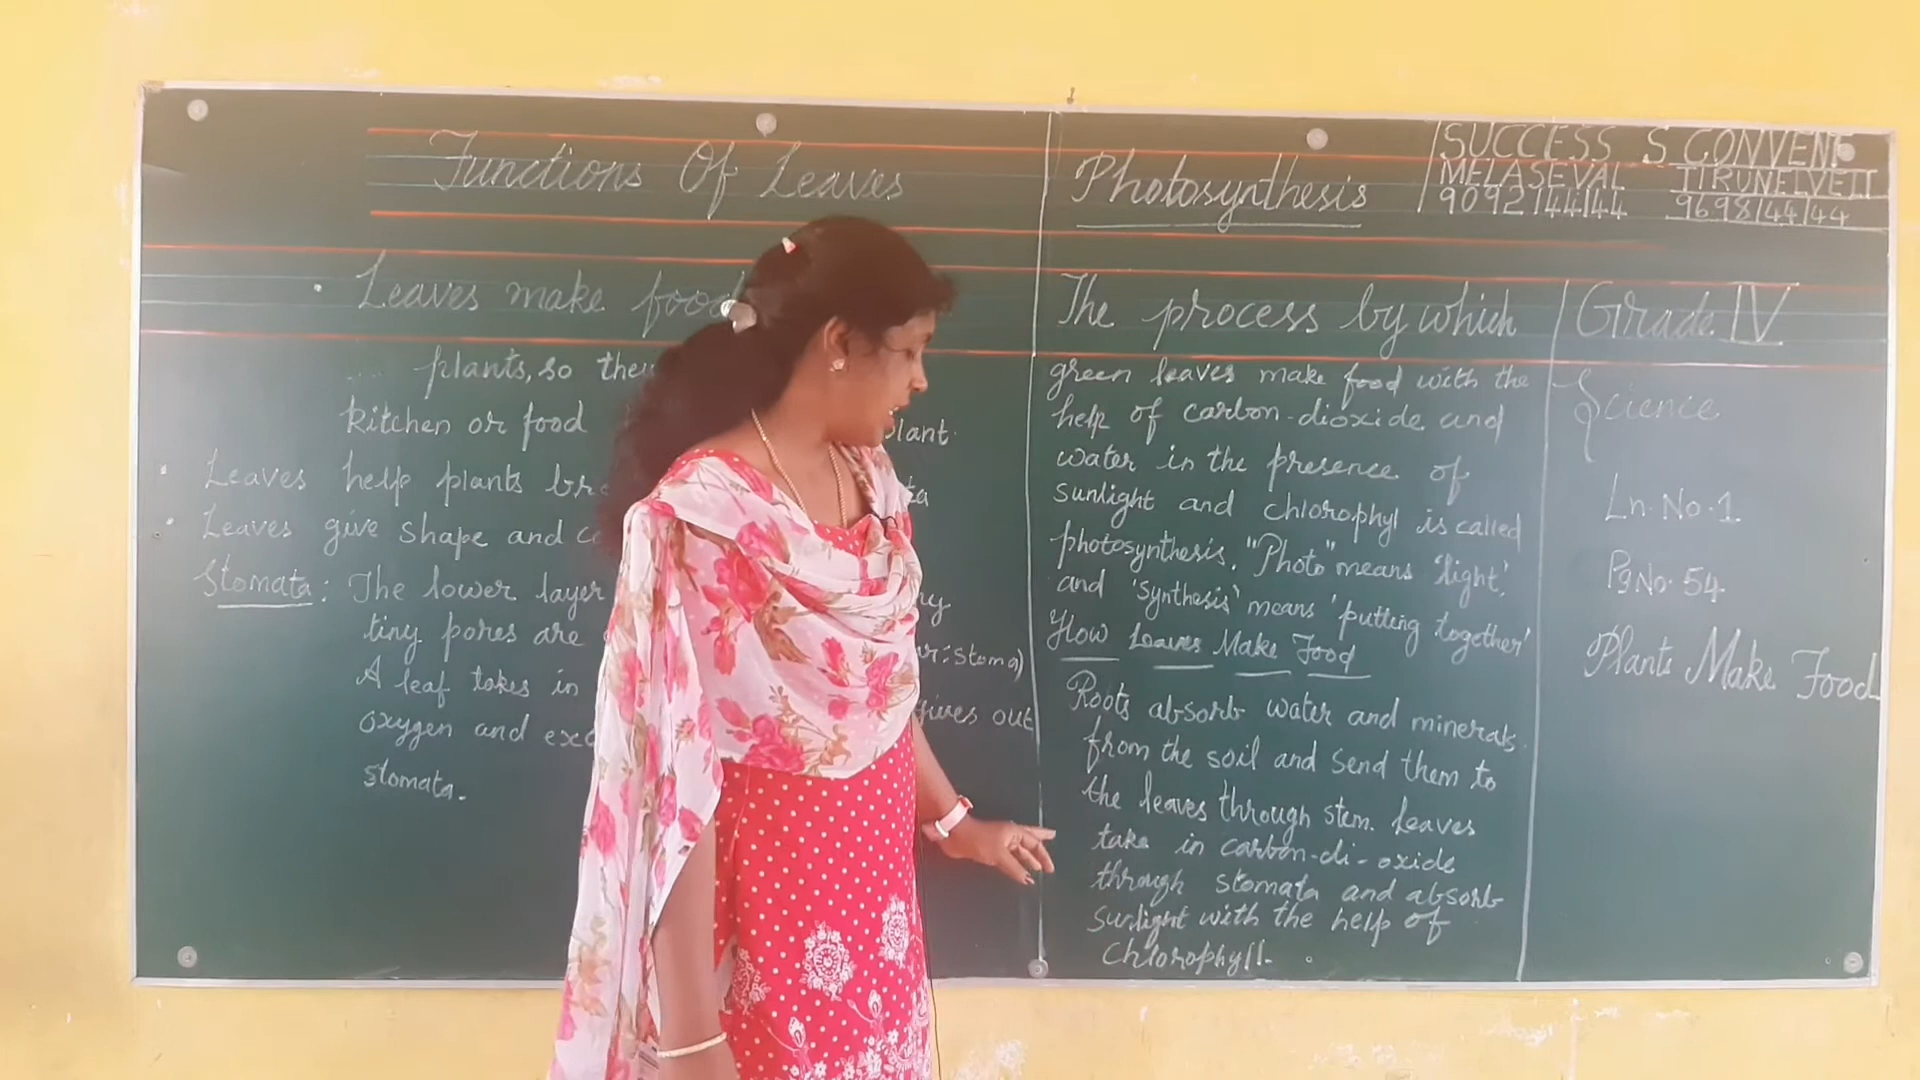 Functions Of Leaves
Leaves make food
plants, so they
kitchen or food plant.
Leaves help plants
Leaves give shape and
Stomata: The lower layer
tiny pores are :stoma)
A leaf takes in
oxygen and gives out
stomata.
Photosynthesis
The process by which
green leaves make food with the
help of carbon-dioxide and
water in the presence of
sunlight and chlorophyl is called
photosynthesis. "Photo" means 'light'.
and 'synthesis' means 'putting together'
How Leaves Make Food
Roots absorb water and minerals
from the soil and send them to
the leaves through stem. Leaves
take in carbon-di-oxide
through stomata and absorb
sunlight with the help of
chlorophyll.
SUCCESS S CONVENT
MELASEVAL TIRUNELVELI
9092144144 9698144144
Grade IV
Science
Ln. No. 1
Pg No. 54
Plants Make Food